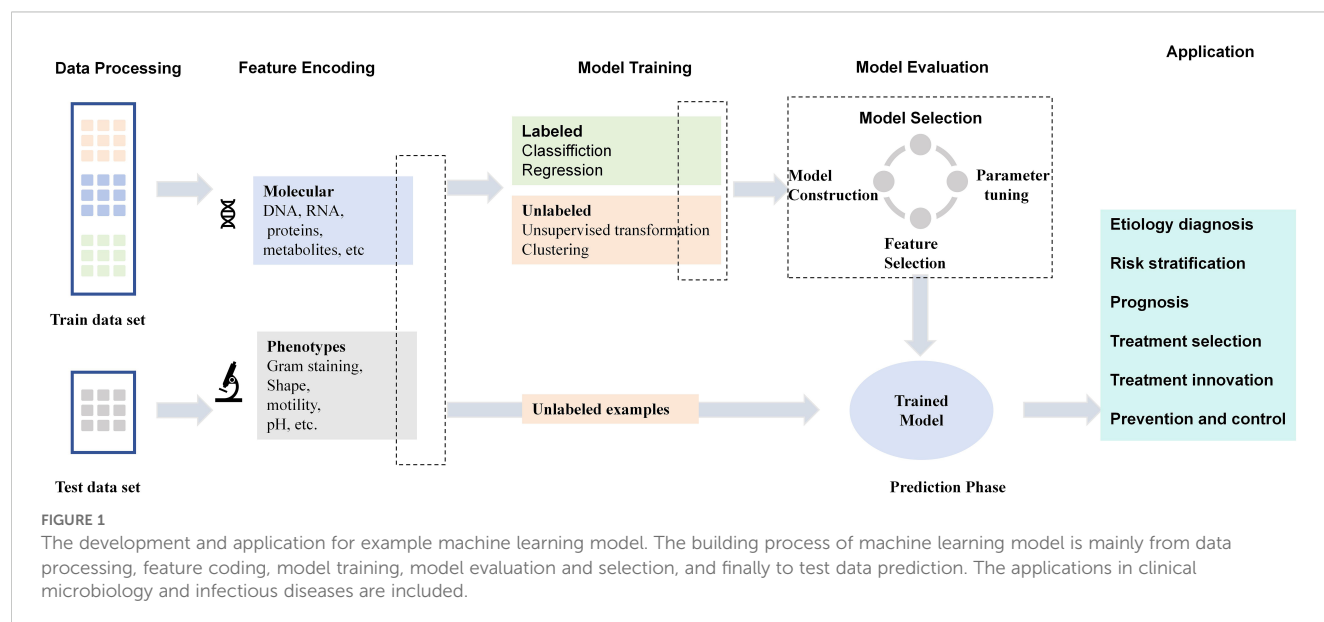 Data Processing
Feature Encoding
Model Training
Model Evaluation
Application
Train data set
Test data set
Molecular
DNA, RNA,
proteins,
metabolites, etc
Phenotypes
Gram staining,
Shape,
motility,
pH, etc.
Labeled
Classiffiction
Regression
Unlabeled
Unsupervised transformation
Clustering
Unlabeled examples
Model Selection
Model
Construction
Parameter
tuning
Feature
Selection
Trained
Model
Prediction Phase
Etiology diagnosis
Risk stratification
Prognosis
Treatment selection
Treatment innovation
Prevention and control
FIGURE 1
The development and application for example machine learning model. The building process of machine learning model is mainly from data
processing, feature coding, model training, model evaluation and selection, and finally to test data prediction. The applications in clinical
microbiology and infectious diseases are included.